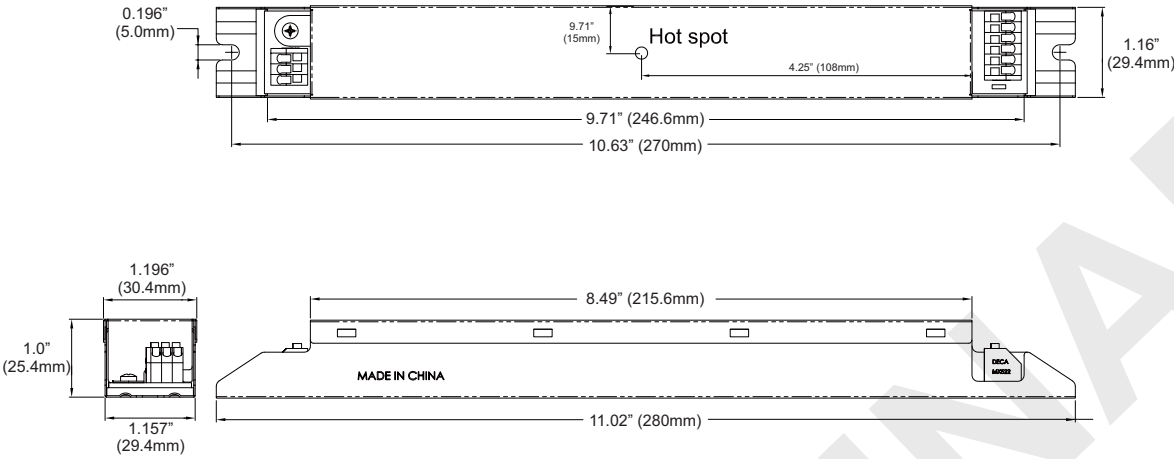 0.196”
(5.0mm)
9.71”
(15mm)
Hot spot
4.25” (108mm)
1.16”
(29.4mm)
9.71” (246.6mm)
10.63” (270mm)
1.196”
(30.4mm)
8.49” (215.6mm)
1.0”
(25.4mm)
MADE IN CHINA
DECA
11.02” (280mm)
1.157”
(29.4mm)